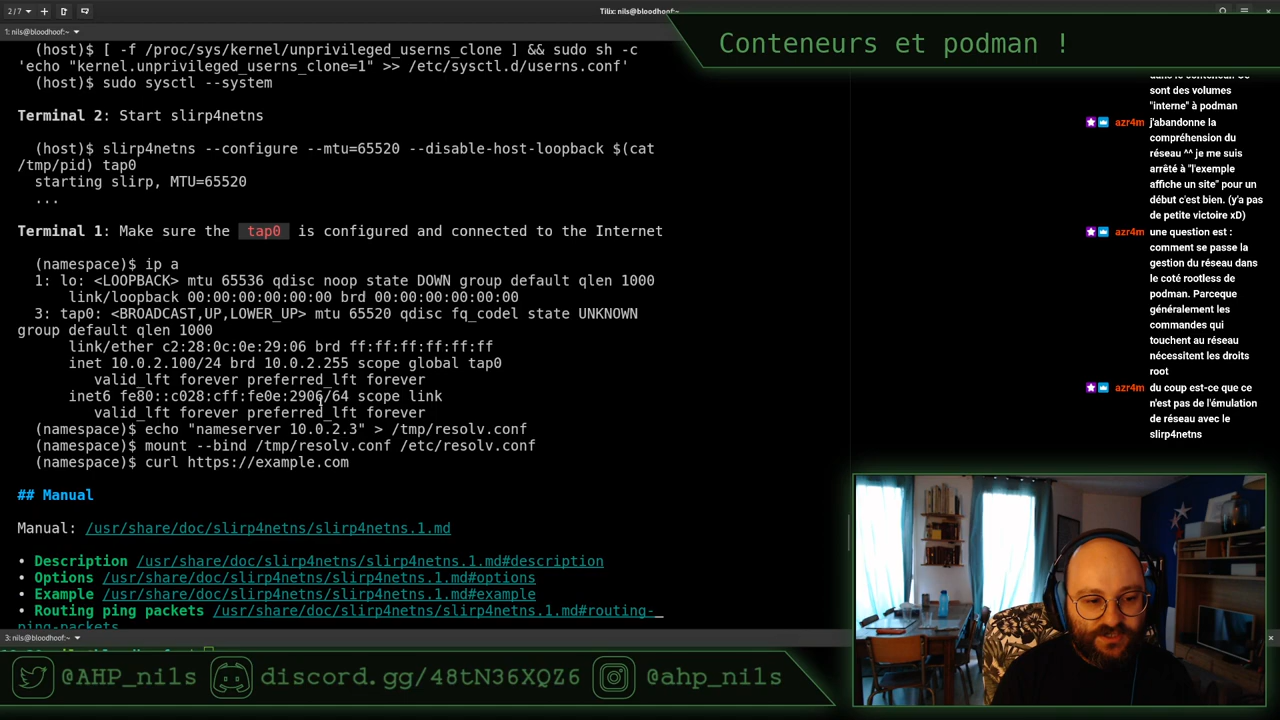 2/7
Tilix: nils@bloodhoof:~
1: nils@bloodhoof:~
Conteneurs et podman !
(host)$ [ -f /proc/sys/kernel/unprivileged_userns_clone ] && sudo sh -c
'echo "kernel.unprivileged_userns_clone=1" >> /etc/sysctl.d/userns.conf'
(host)$ sudo sysctl --system
Terminal 2: Start slirp4netns
(host)$ slirp4netns --configure --mtu=65520 --disable-host-loopback $(cat
/tmp/pid) tap0
starting slirp, MTU=65520
...
Terminal 1: Make sure the tap0 is configured and connected to the Internet
(namespace)$ ip a
1: lo: <LOOPBACK> mtu 65536 qdisc noop state DOWN group default qlen 1000
link/loopback 00:00:00:00:00:00 brd 00:00:00:00:00:00
3: tap0: <BROADCAST,UP,LOWER_UP> mtu 65520 qdisc fq_codel state UNKNOWN
group default qlen 1000
link/ether c2:28:0c:0e:29:06 brd ff:ff:ff:ff:ff:ff
inet 10.0.2.100/24 brd 10.0.2.255 scope global tap0
valid_lft forever preferred_lft forever
inet6 fe80::c028:cff:fe0e:2906/64 scope link
valid_lft forever preferred_lft forever
(namespace)$ echo "nameserver 10.0.2.3" > /tmp/resolv.conf
(namespace)$ mount --bind /tmp/resolv.conf /etc/resolv.conf
(namespace)$ curl https://example.com
## Manual
Manual: /usr/share/doc/slirp4netns/slirp4netns.1.md
• Description /usr/share/doc/slirp4netns/slirp4netns.1.md#description
• Options /usr/share/doc/slirp4netns/slirp4netns.1.md#options
• Example /usr/share/doc/slirp4netns/slirp4netns.1.md#example
• Routing ping packets /usr/share/doc/slirp4netns/slirp4netns.1.md#routing-
ping-packets
3: nils@bloodhoof:~
dans le conteneur. Ce
sont des volumes
"interne" à podman
azr4m j'abandonne la
compréhension du
réseau ^^ je me suis
arrêté à "l'exemple
affiche un site" pour un
début c'est bien. (y'a pas
de petite victoire xD)
azr4m une question est :
comment se passe la
gestion du réseau dans
le coté rootless de
podman. Parceque
généralement les
commandes qui
touchent au réseau
nécessitent les droits
root
azr4m du coup est-ce que ce
n'est pas de l'émulation
de réseau avec le
slirp4netns
@AHP_nils
discord.gg/48tN36XQZ6
@ahp_nils